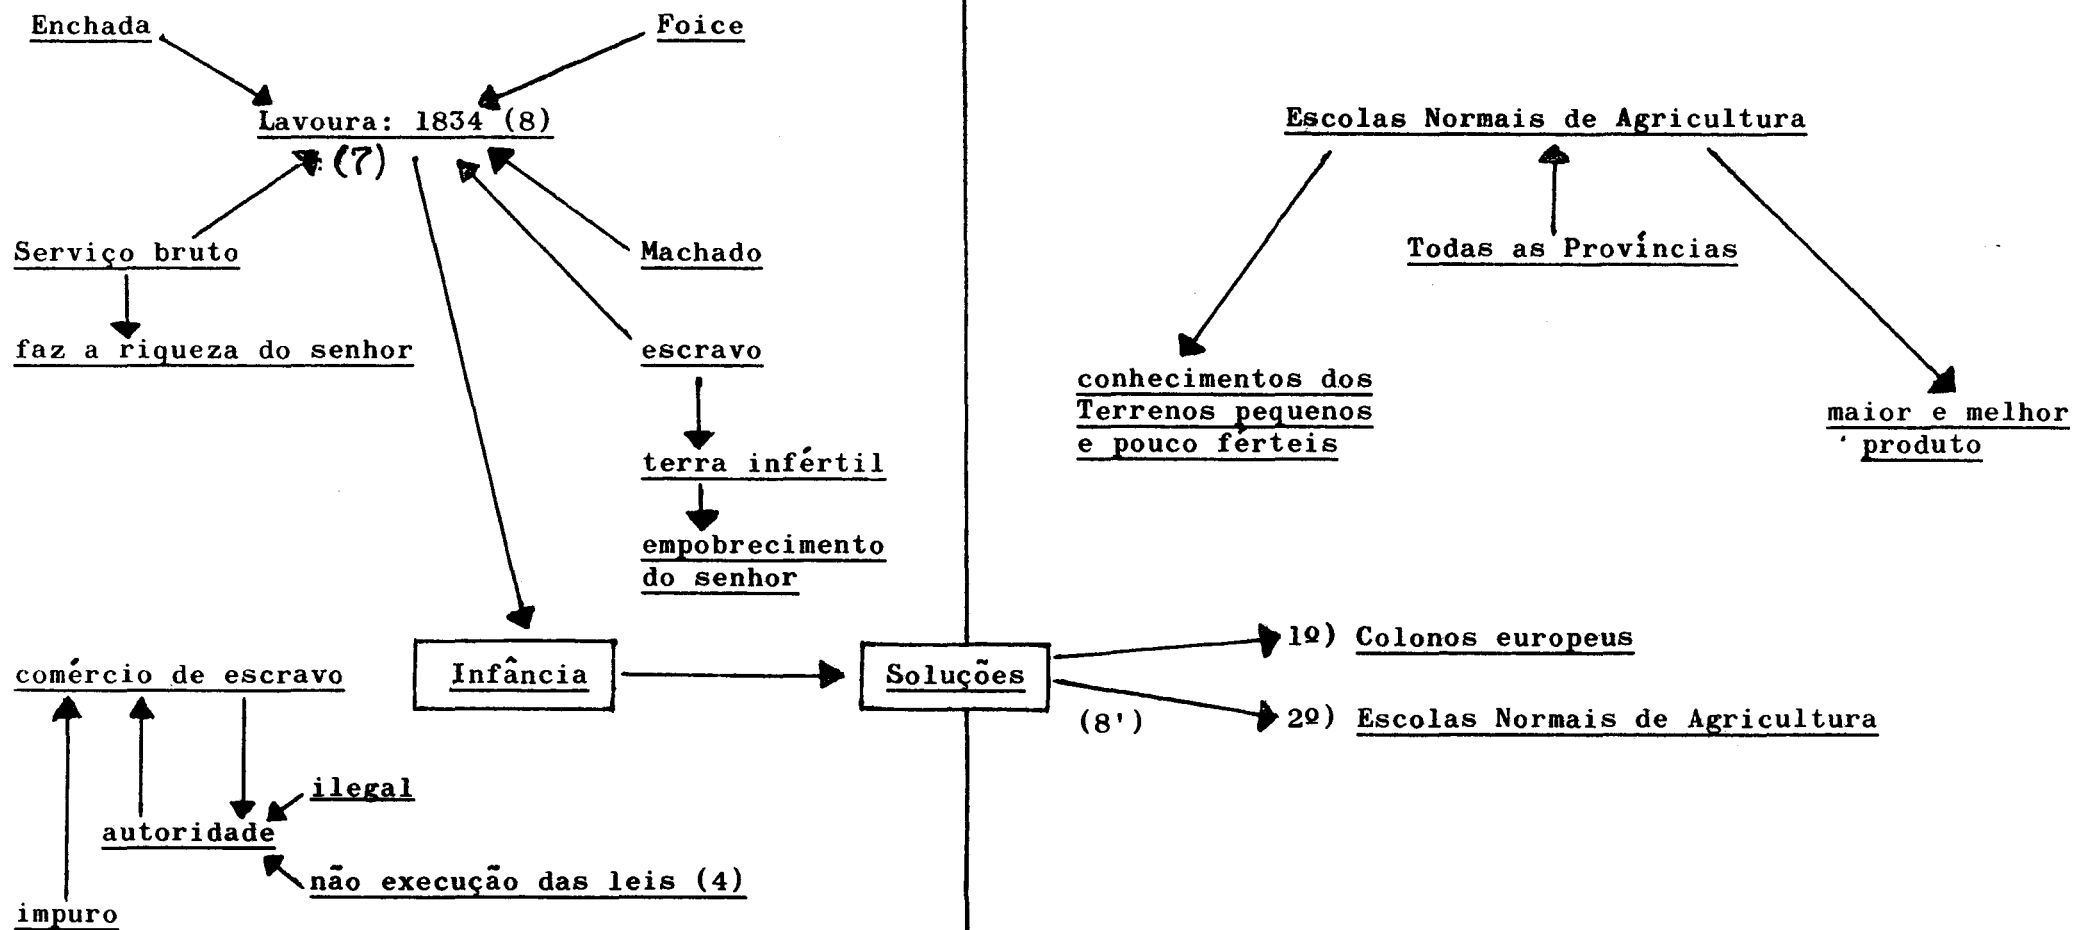 Enchada
Foice
Lavoura: 1834 (8)
(7)
Serviço bruto
Machado
faz a riqueza do senhor
escravo
terra infértil
empobrecimento
do senhor
Infância
comércio de escravo
ilegal
autoridade
não execução das leis (4)
impuro
Escolas Normais de Agricultura
Todas as Províncias
conhecimentos dos
Terrenos pequenos
e pouco férteis
maior e melhor
produto
Soluções
(8')
1º) Colonos europeus
2º) Escolas Normais de Agricultura